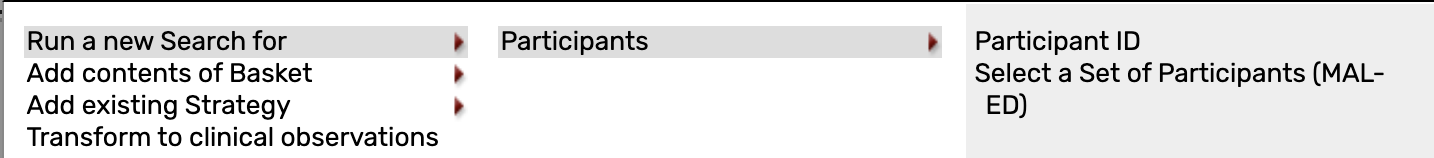 Run a new Search for
Add contents of Basket
Add existing Strategy
Transform to clinical observations
Participants
Participant ID
Select a Set of Participants (MAL-
ED)